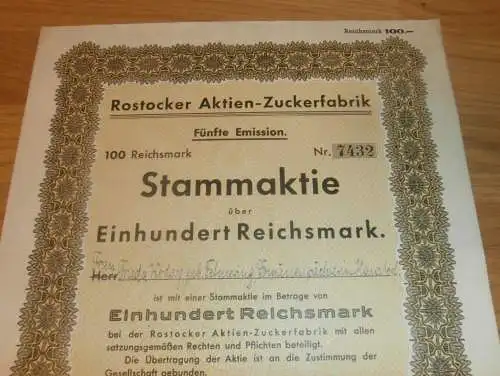 Reichsmark 100.—
Rostocker Aktien-Zuckerfabrik
Fünfte Emission.
100 Reichsmark Nr. 7432
Stammaktie
über
Einhundert Reichsmark.
Frau
Herr Frieda
ist mit einer Stammaktie im Betrage von
Einhundert Reichsmark
bei der Rostocker Aktien-Zuckerfabrik mit allen
satzungsgemäßen Rechten und Pflichten beteiligt.
Die Übertragung der Aktie ist an die Zustimmung der
Gesellschaft gebunden.